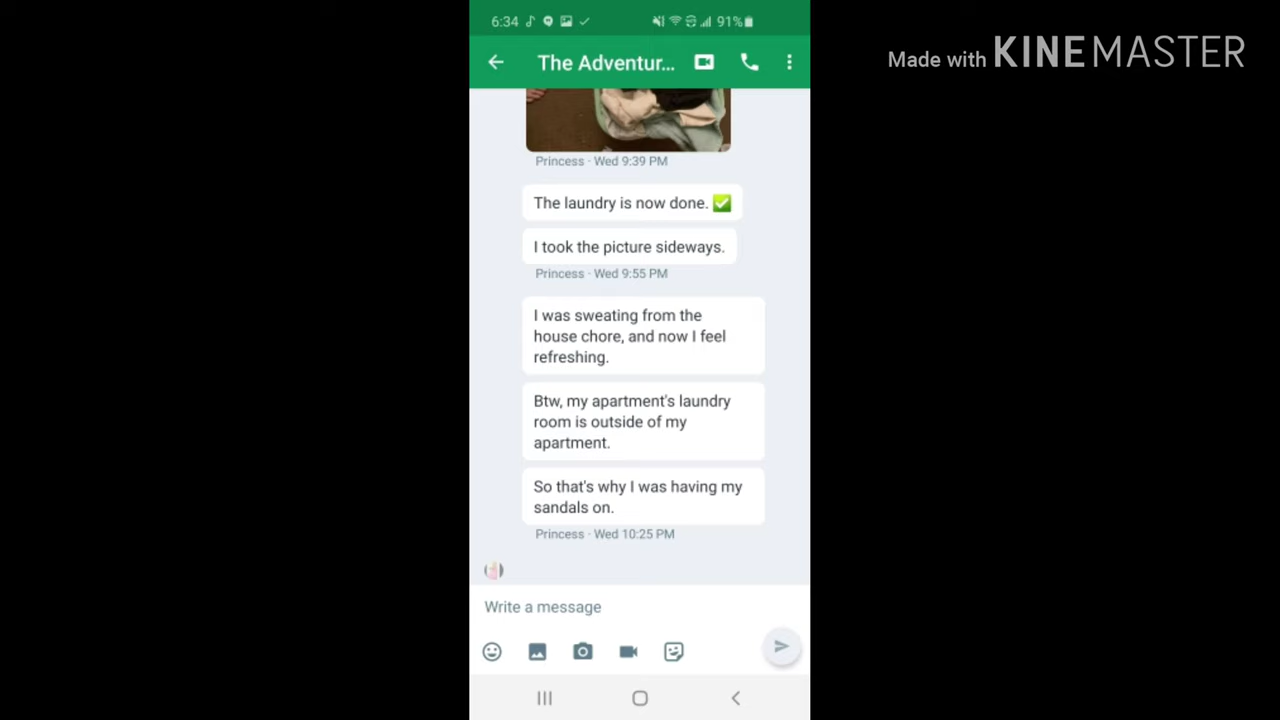 6:34 91%
Made with KINEMASTER
The Adventur...
Princess · Wed 9:39 PM
The laundry is now done. ✅
I took the picture sideways.
Princess · Wed 9:55 PM
I was sweating from the
house chore, and now I feel
refreshing.
Btw, my apartment's laundry
room is outside of my
apartment.
So that's why I was having my
sandals on.
Princess · Wed 10:25 PM
Write a message